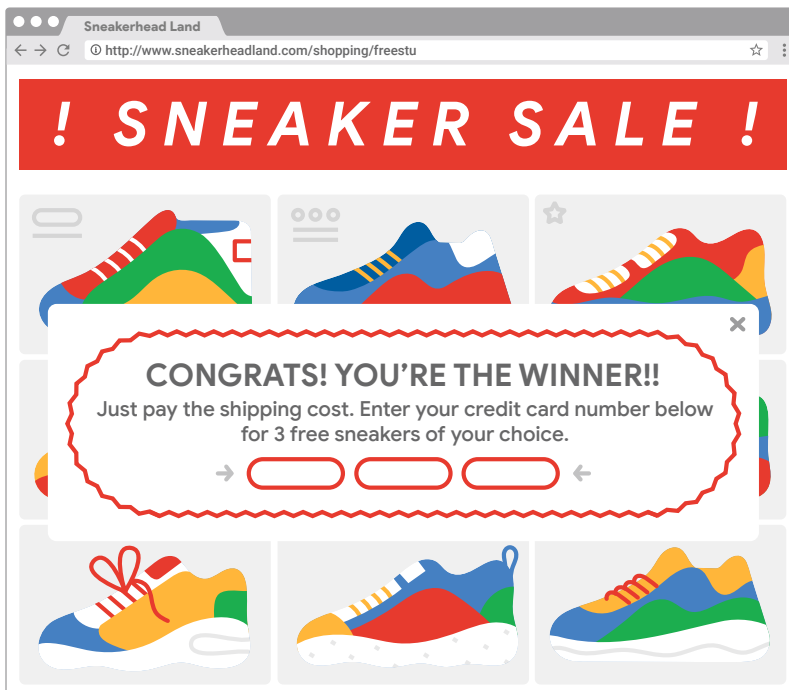 Sneakerhead Land
http://www.sneakerheadland.com/shopping/freestu
! SNEAKER SALE !
CONGRATS! YOU’RE THE WINNER!!
Just pay the shipping cost. Enter your credit card number below
for 3 free sneakers of your choice.